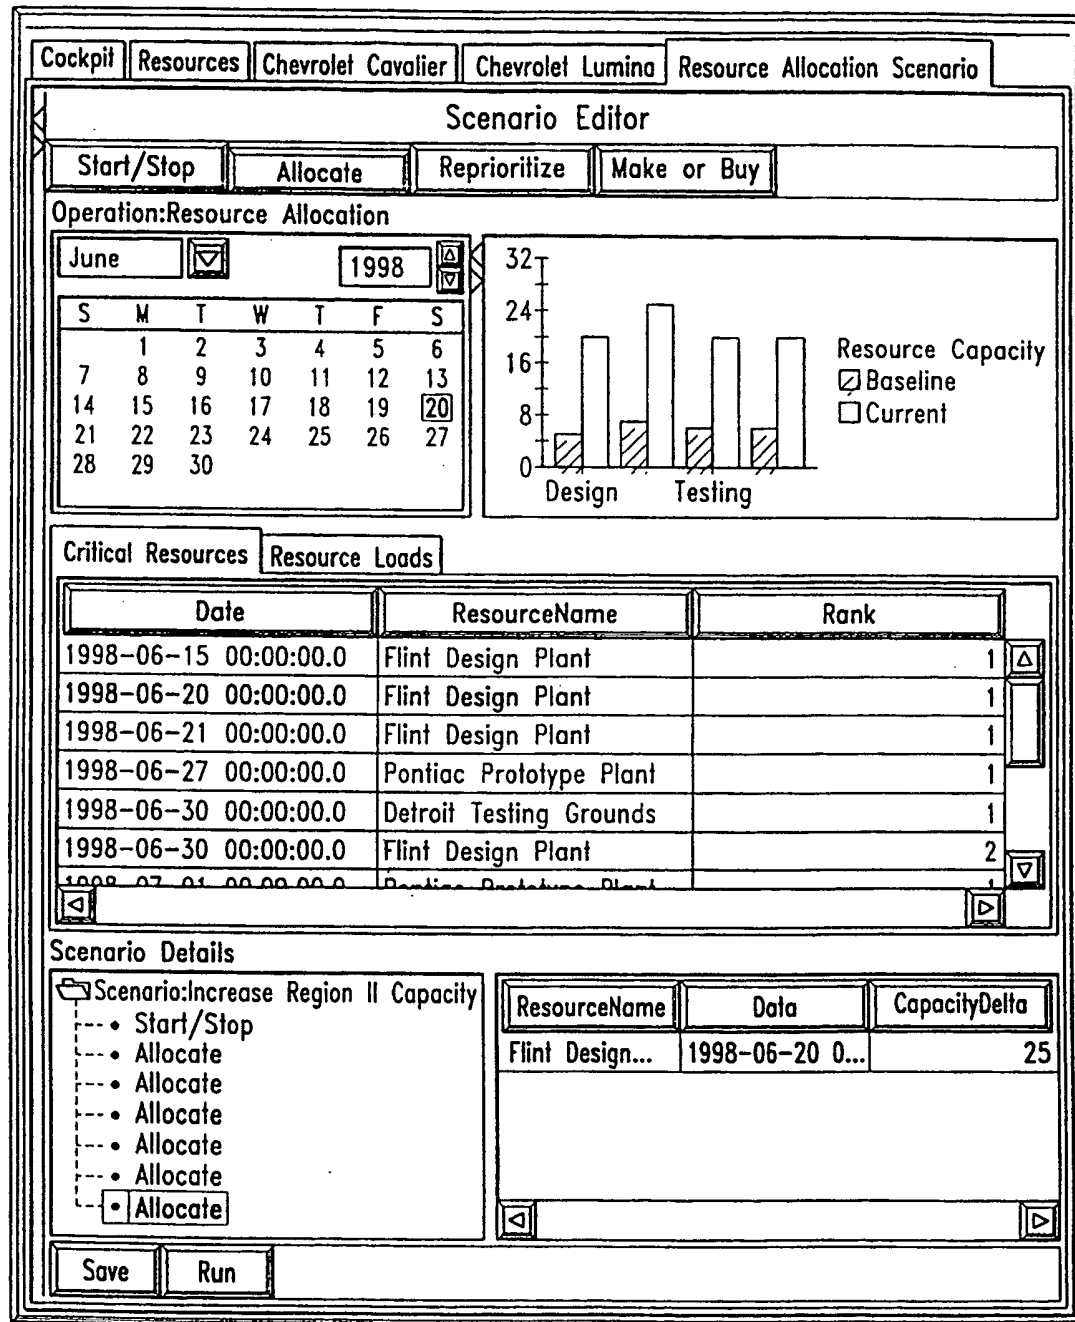 Cockpit Resources Chevrolet Cavalier Chevrolet Lumina Resource Allocation Scenario
Scenario Editor
Start/Stop Allocate Reprioritize Make or Buy
Operation:Resource Allocation
June 1998
S M T W T F S
1 2 3 4 5 6
7 8 9 10 11 12 13
14 15 16 17 18 19 20
21 22 23 24 25 26 27
28 29 30
32
24
16
8
0
Design Testing
Resource Capacity
Baseline
Current
Critical Resources Resource Loads
Date ResourceName Rank
1998-06-15 00:00:00.0 Flint Design Plant 1
1998-06-20 00:00:00.0 Flint Design Plant 1
1998-06-21 00:00:00.0 Flint Design Plant 1
1998-06-27 00:00:00.0 Pontiac Prototype Plant 1
1998-06-30 00:00:00.0 Detroit Testing Grounds 1
1998-06-30 00:00:00.0 Flint Design Plant 2
Scenario Details
Scenario:Increase Region II Capacity
Start/Stop
Allocate
Allocate
Allocate
Allocate
Allocate
Allocate
ResourceName Data CapacityDelta
Flint Design... 1998-06-20 0... 25
Save Run